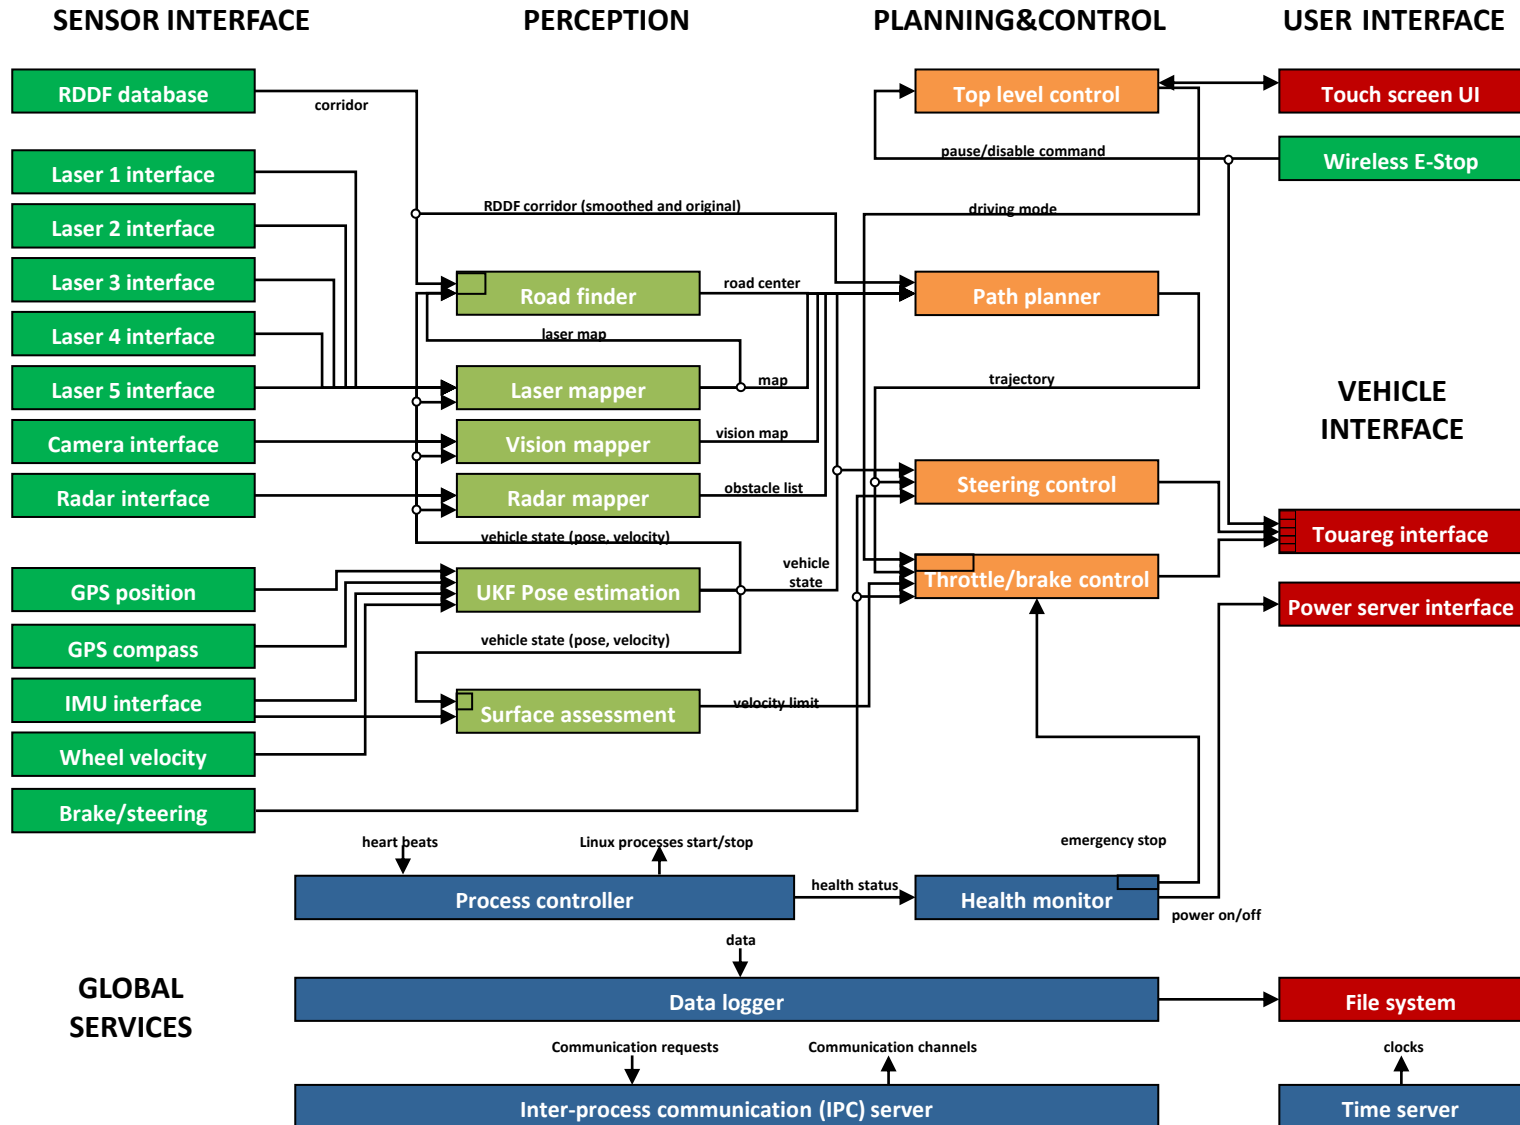 SENSOR INTERFACE
PERCEPTION
PLANNING&CONTROL
USER INTERFACE
RDDF database
corridor
Top level control
Touch screen UI
pause/disable command
Wireless E-Stop
Laser 1 interface
Laser 2 interface
RDDF corridor (smoothed and original)
driving mode
Laser 3 interface
Road finder
road center
Path planner
Laser 4 interface
laser map
Laser 5 interface
Laser mapper
map
trajectory
VEHICLE
INTERFACE
Camera interface
Vision mapper
vision map
Radar interface
Radar mapper
obstacle list
Steering control
Touareg interface
vehicle state (pose, velocity)
vehicle
state
GPS position
UKF Pose estimation
Throttle/brake control
Power server interface
GPS compass
vehicle state (pose, velocity)
IMU interface
Surface assessment
velocity limit
Wheel velocity
Brake/steering
heart beats
Linux processes start/stop
emergency stop
Process controller
health status
Health monitor
power on/off
data
GLOBAL
SERVICES
Data logger
File system
Communication requests
Communication channels
clocks
Inter-process communication (IPC) server
Time server